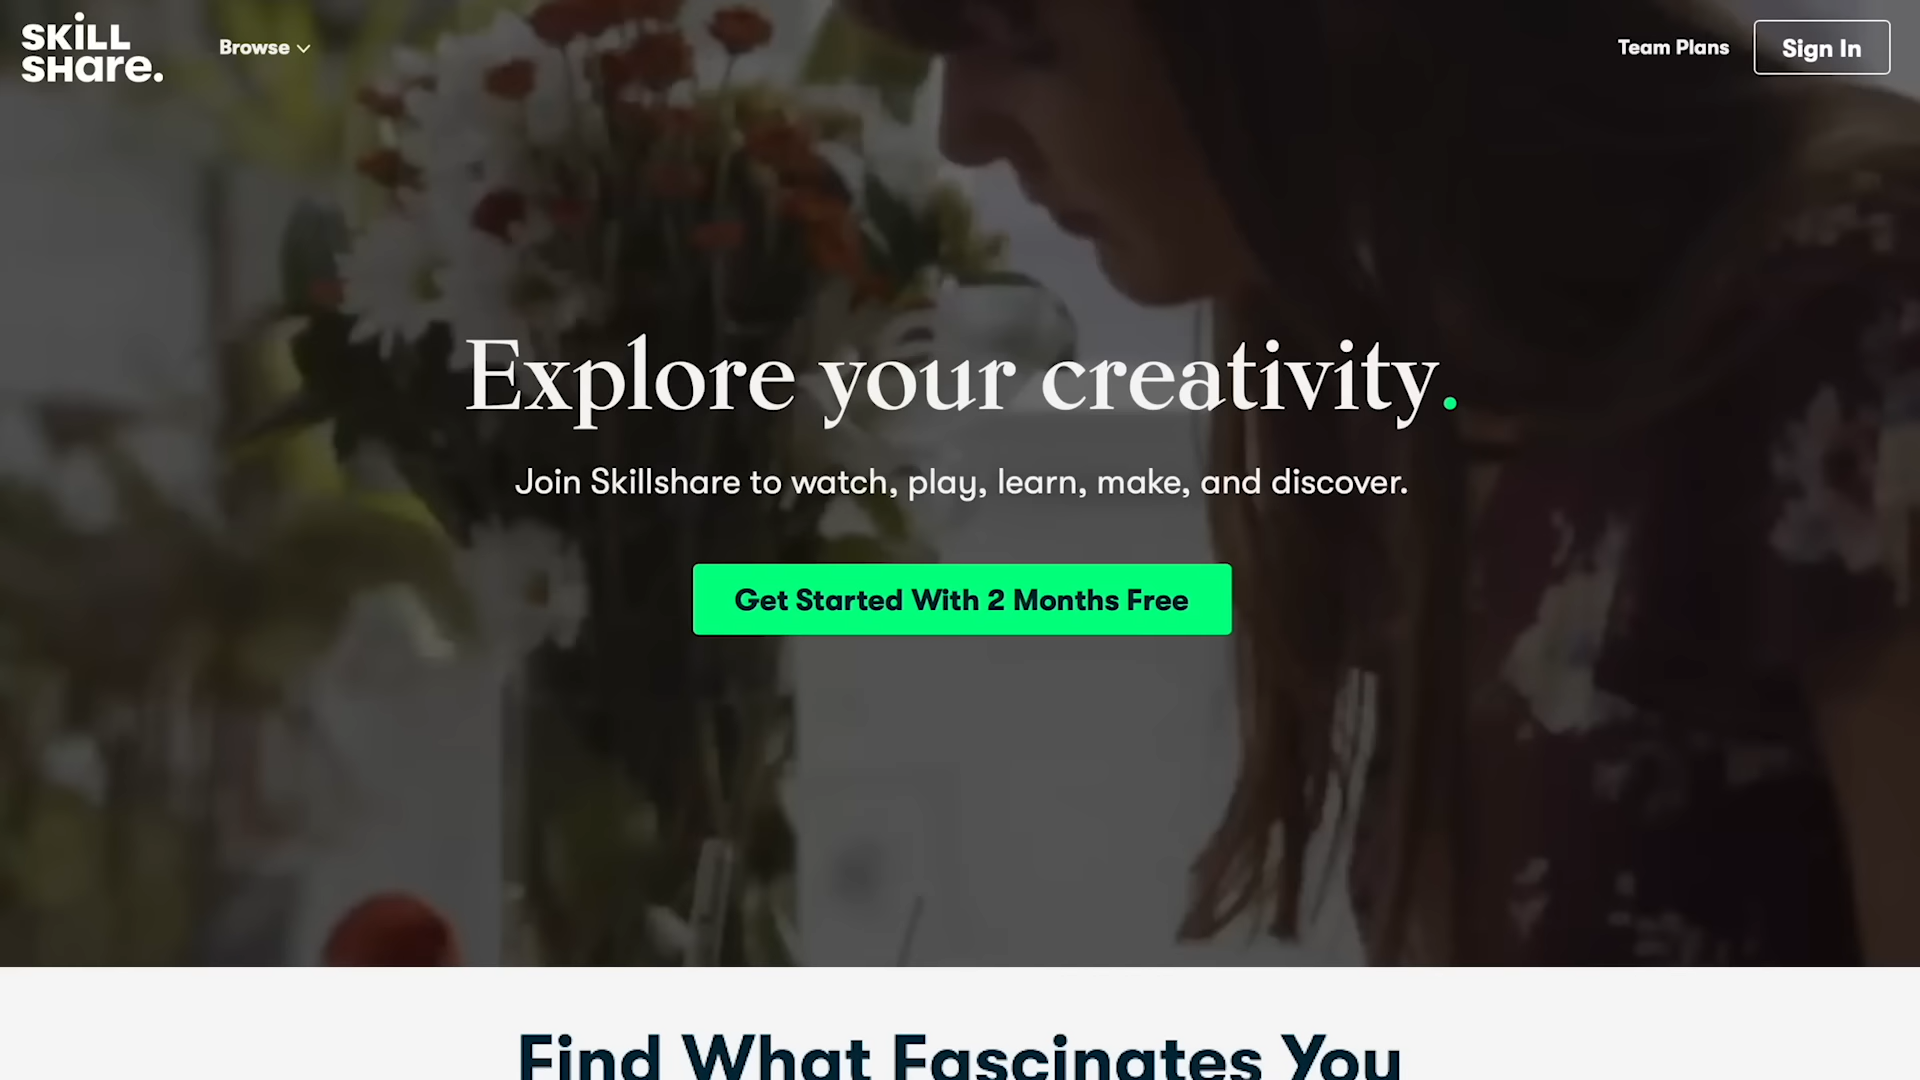 SKiLL
SHare.
Browse
Team Plans
Sign In
Explore your creativity.
Join Skillshare to watch, play, learn, make, and discover.
Get Started With 2 Months Free
Find What Fascinates You